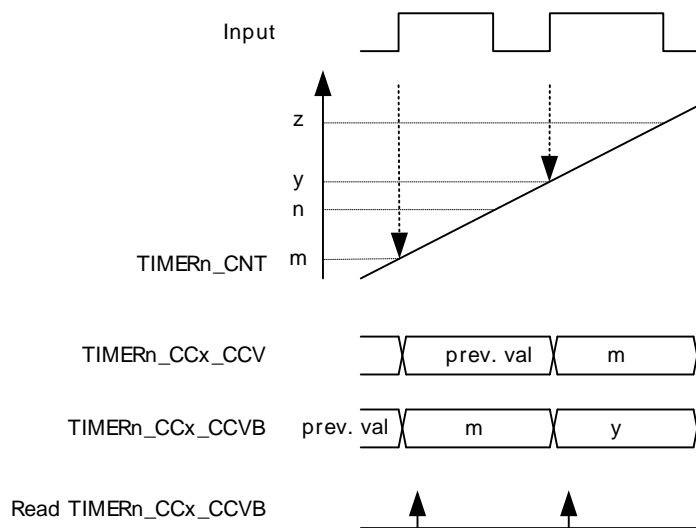 Input
z
y
n
TIMERn_CNT m
TIMERn_CCx_CCV prev. val m
TIMERn_CCx_CCVB prev. val m y
Read TIMERn_CCx_CCVB